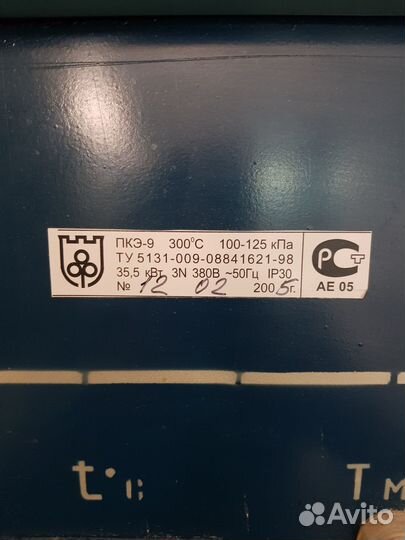 ПКЭ-9 300°С 100-125 кПа
ТУ 5131-009-08841621-98
35,5 кВт 3N 380В ~50Гц IP30
№ 12 02 2005г.
РСТ
АЕ 05
t°c
Т м
Avito